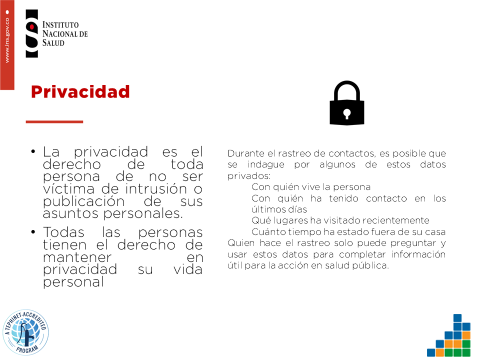 www.ins.gov.co
INSTITUTO
NACIONAL DE
SALUD
Privacidad
• La privacidad es el
derecho de toda
persona de no ser
víctima de intrusión o
publicación de sus
asuntos personales.
• Todas las personas
tienen el derecho de
mantener en
privacidad su vida
personal
Durante el rastreo de contactos, es posible que
se indague por algunos de estos datos
privados:
Con quién vive la persona
Con quién ha tenido contacto en los
últimos días
Qué lugares ha visitado recientemente
Cuánto tiempo ha estado fuera de su casa
Quien hace el rastreo solo puede preguntar y
usar estos datos para completar información
útil para la acción en salud pública.
A TEPHINET ACCREDITED
PROGRAM